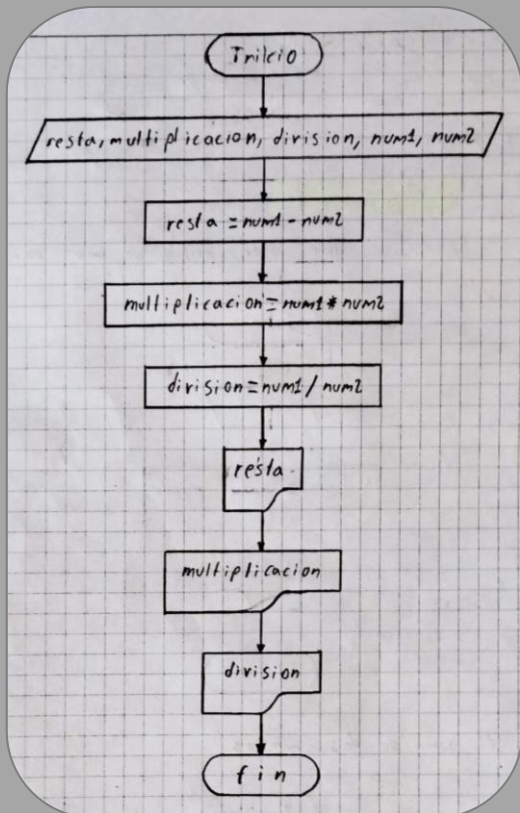 Inicio
resta, multiplicacion, division, num1, num2
resta = num1 - num2
multiplicacion = num1 * num2
division = num1 / num2
resta
multiplicacion
division
fin